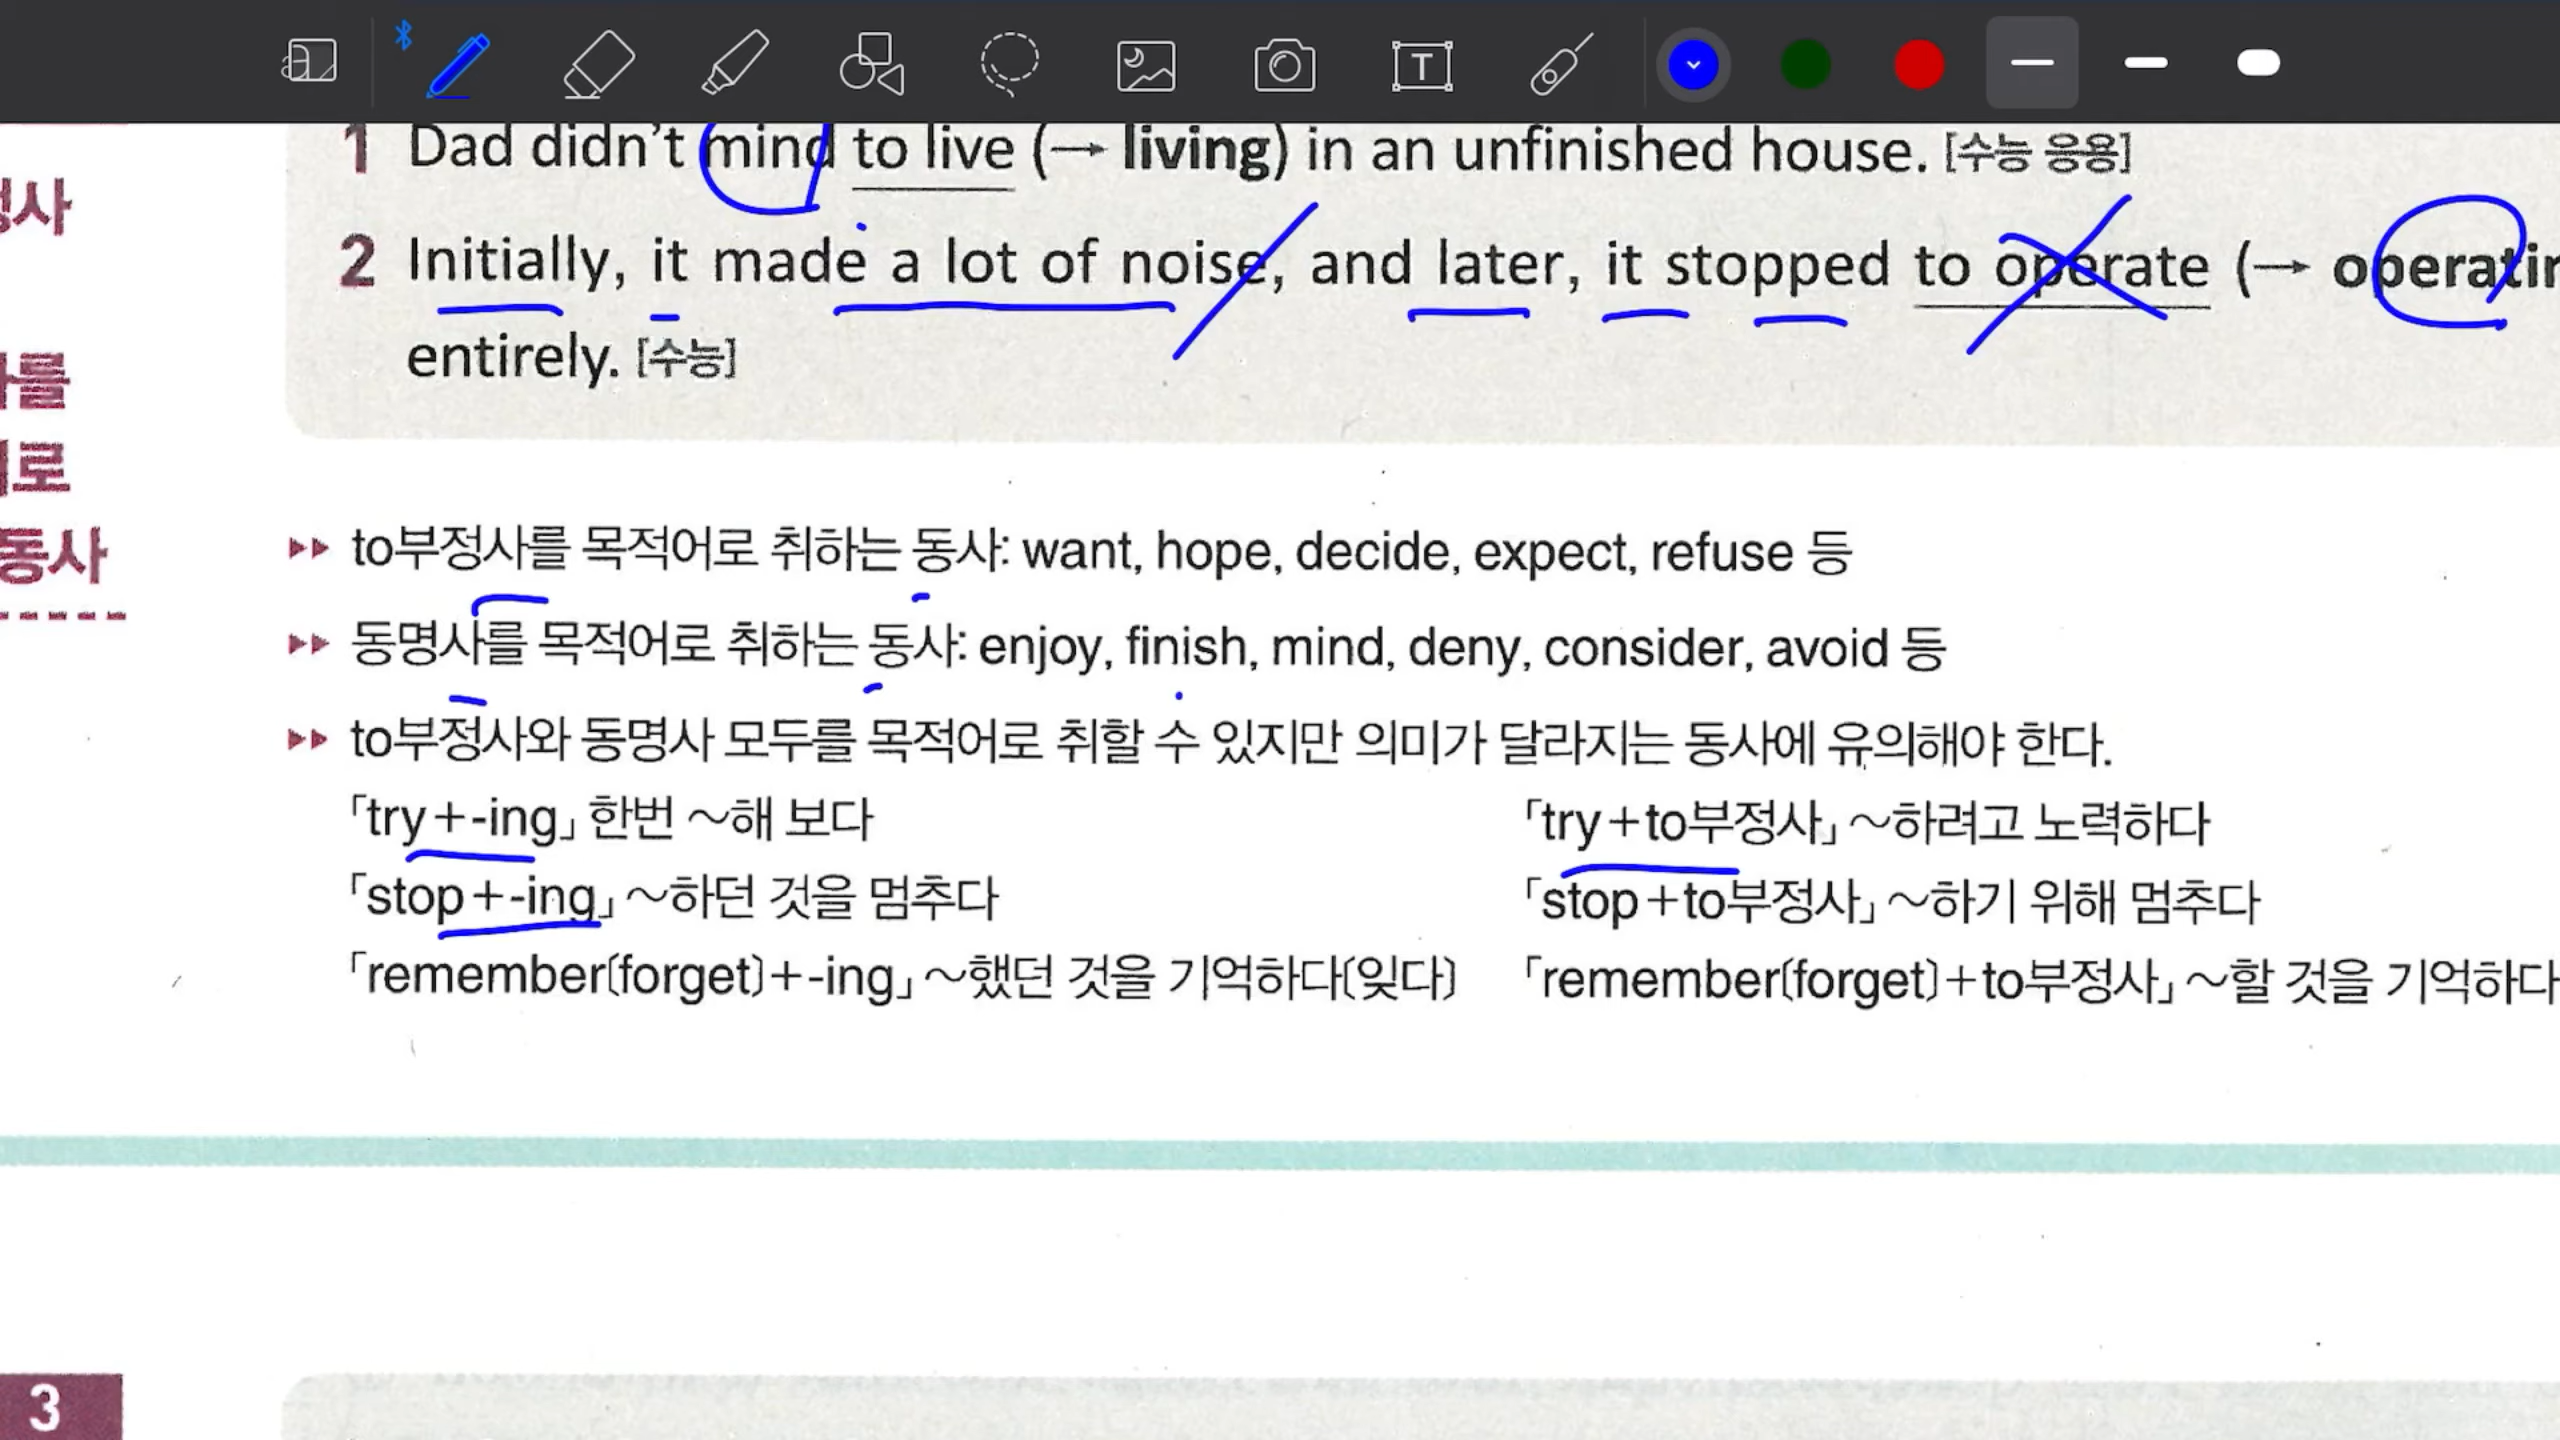 1 Dad didn't mind to live (→ living) in an unfinished house. [수능 응용]
정사
2 Initially, it made a lot of noise, and later, it stopped to operate (→ operatin
entirely. [수능]
를
로
동사
▸▸ to부정사를 목적어로 취하는 동사: want, hope, decide, expect, refuse 등
▸▸ 동명사를 목적어로 취하는 동사: enjoy, finish, mind, deny, consider, avoid 등
▸▸ to부정사와 동명사 모두를 목적어로 취할 수 있지만 의미가 달라지는 동사에 유의해야 한다.
「try+-ing」 한번 ~해 보다 「try+to부정사」 ~하려고 노력하다
「stop+-ing」 ~하던 것을 멈추다 「stop+to부정사」 ~하기 위해 멈추다
「remember(forget)+-ing」 ~했던 것을 기억하다(잊다) 「remember(forget)+to부정사」 ~할 것을 기억하다
3